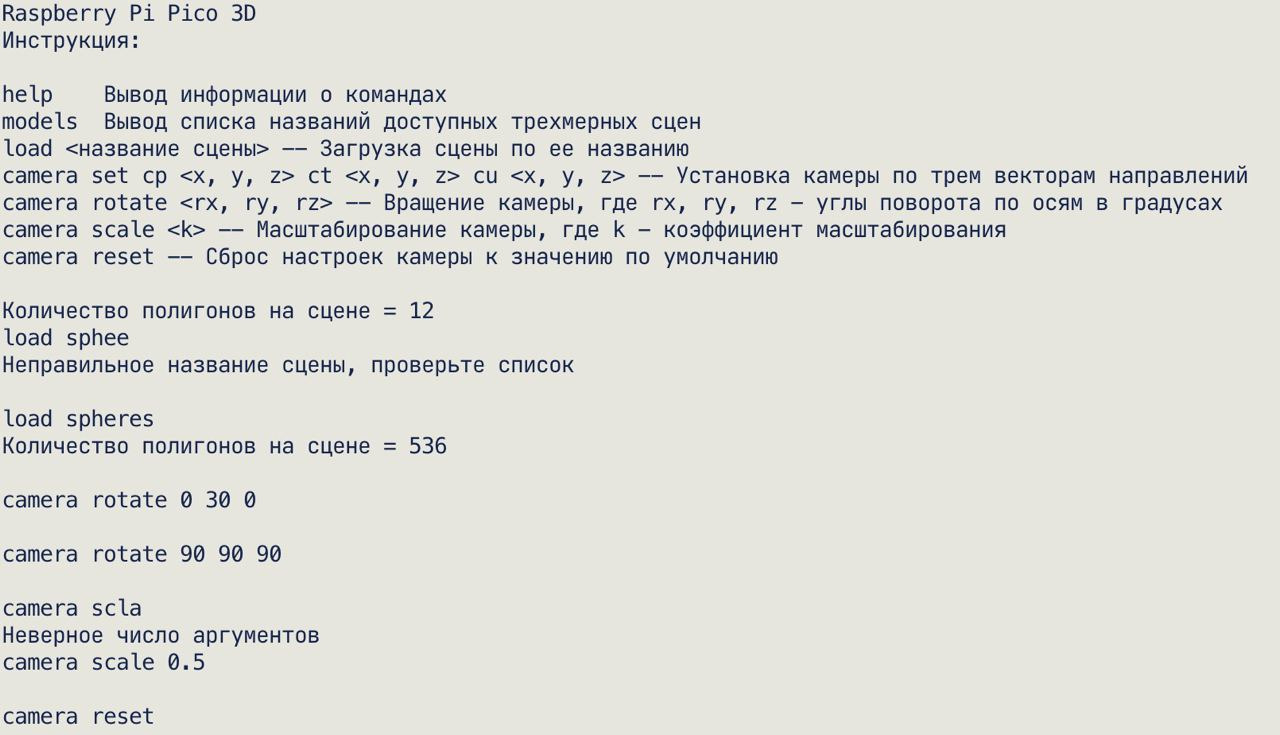 Raspberry Pi Pico 3D
Инструкция:
help    Вывод информации о командах
models  Вывод списка названий доступных трехмерных сцен
load <название сцены> -- Загрузка сцены по ее названию
camera set cp <x, y, z> ct <x, y, z> cu <x, y, z> -- Установка камеры по трем векторам направлений
camera rotate <rx, ry, rz> -- Вращение камеры, где rx, ry, rz - углы поворота по осям в градусах
camera scale <k> -- Масштабирование камеры, где k - коэффициент масштабирования
camera reset -- Сброс настроек камеры к значению по умолчанию
Количество полигонов на сцене = 12
load sphee
Неправильное название сцены, проверьте список
load spheres
Количество полигонов на сцене = 536
camera rotate 0 30 0
camera rotate 90 90 90
camera scla
Неверное число аргументов
camera scale 0.5
camera reset